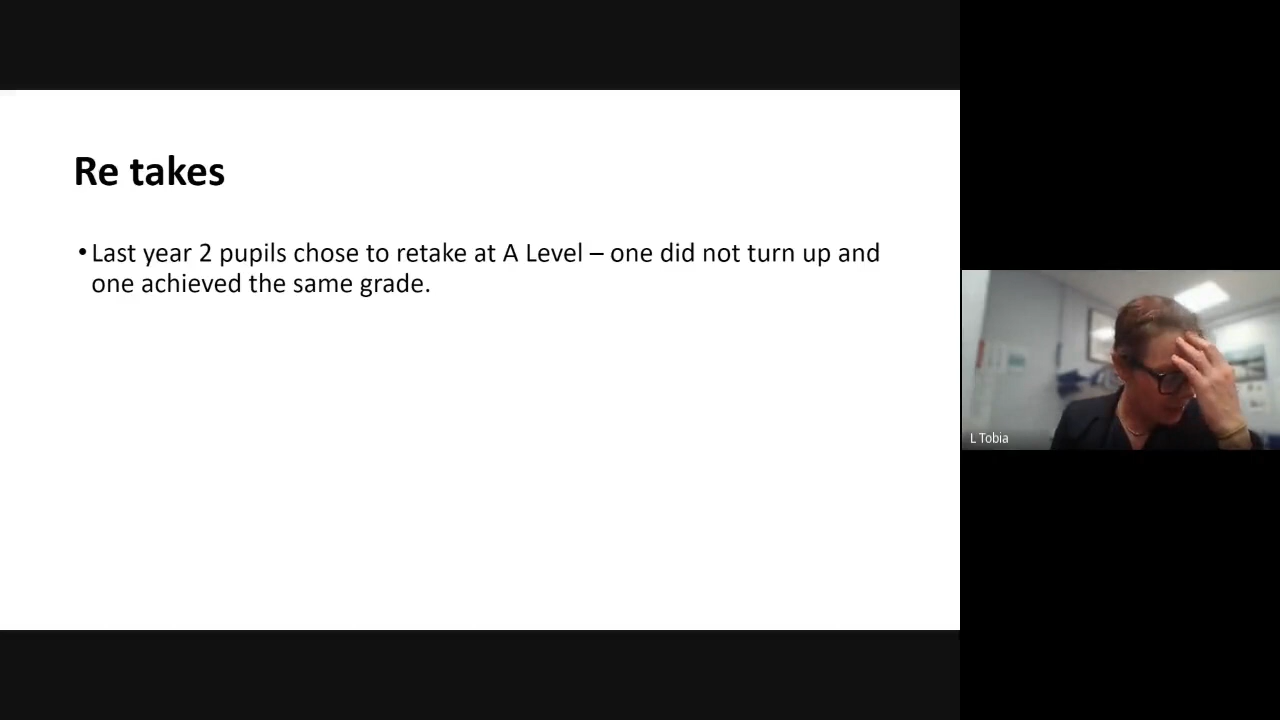 Re takes
•Last year 2 pupils chose to retake at A Level – one did not turn up and
one achieved the same grade.
L Tobia